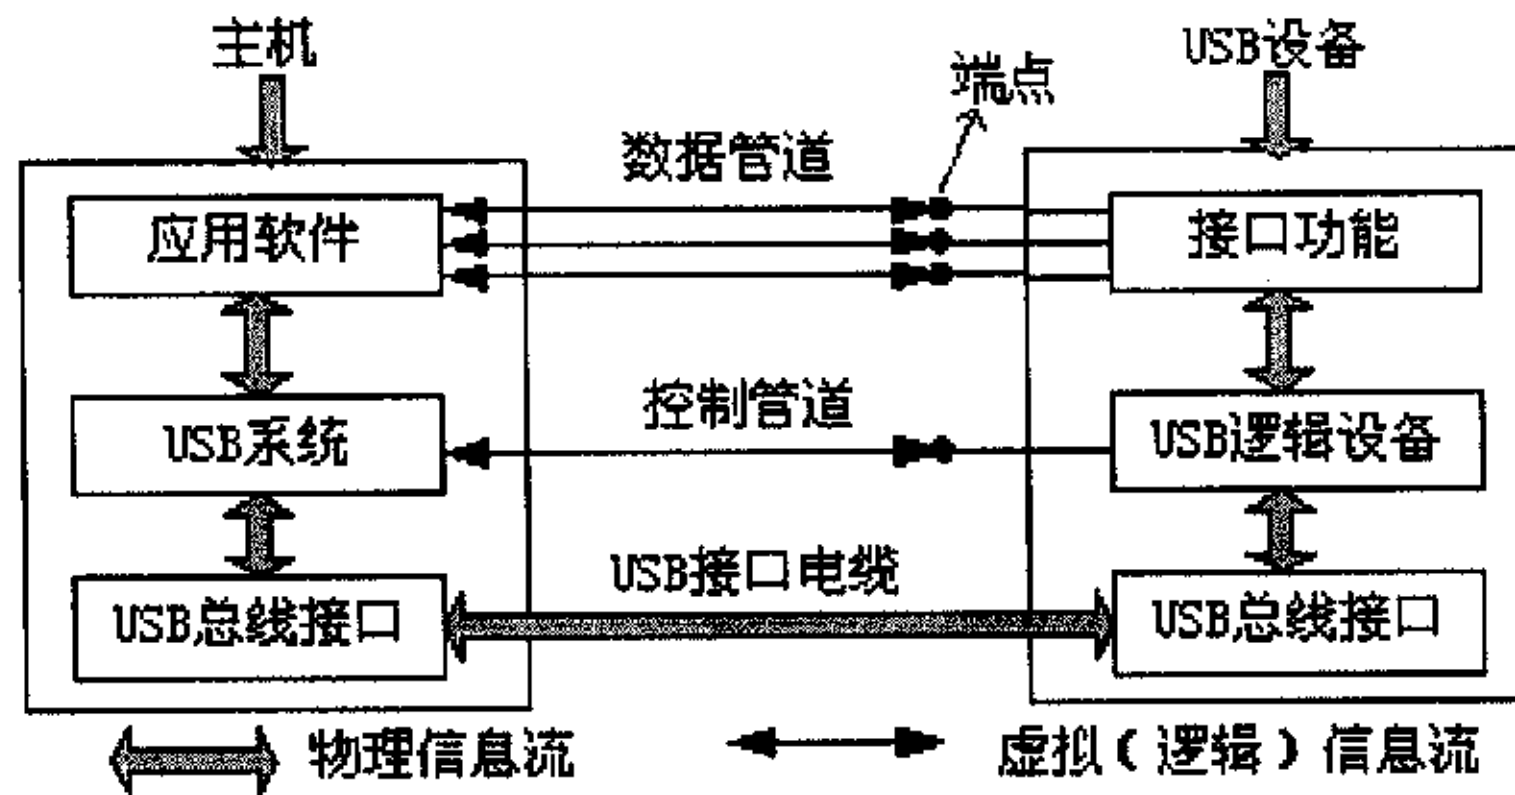 主机
USB设备
端点
数据管道
应用软件
接口功能
控制管道
USB系统
USB逻辑设备
USB接口电缆
USB总线接口
USB总线接口
物理信息流
虚拟(逻辑)信息流